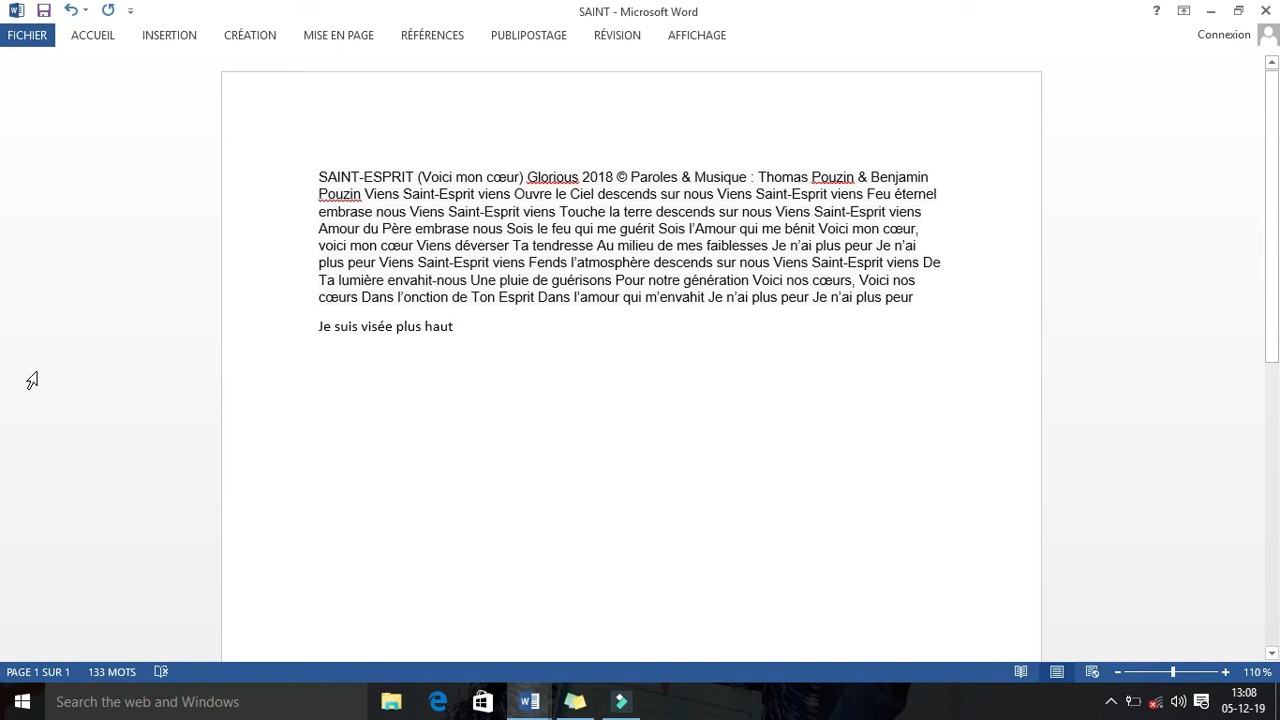 SAINT - Microsoft Word
?
FICHIER ACCUEIL INSERTION CRÉATION MISE EN PAGE RÉFÉRENCES PUBLIPOSTAGE RÉVISION AFFICHAGE Connexion
SAINT-ESPRIT (Voici mon cœur) Glorious 2018 © Paroles & Musique : Thomas Pouzin & Benjamin
Pouzin Viens Saint-Esprit viens Ouvre le Ciel descends sur nous Viens Saint-Esprit viens Feu éternel
embrase nous Viens Saint-Esprit viens Touche la terre descends sur nous Viens Saint-Esprit viens
Amour du Père embrase nous Sois le feu qui me guérit Sois l’Amour qui me bénit Voici mon cœur,
voici mon cœur Viens déverser Ta tendresse Au milieu de mes faiblesses Je n’ai plus peur Je n’ai
plus peur Viens Saint-Esprit viens Fends l’atmosphère descends sur nous Viens Saint-Esprit viens De
Ta lumière envahit-nous Une pluie de guérisons Pour notre génération Voici nos cœurs, Voici nos
cœurs Dans l’onction de Ton Esprit Dans l’amour qui m’envahit Je n’ai plus peur Je n’ai plus peur
Je suis visée plus haut
PAGE 1 SUR 1 133 MOTS 110 %
Search the web and Windows 13:08
05-12-19